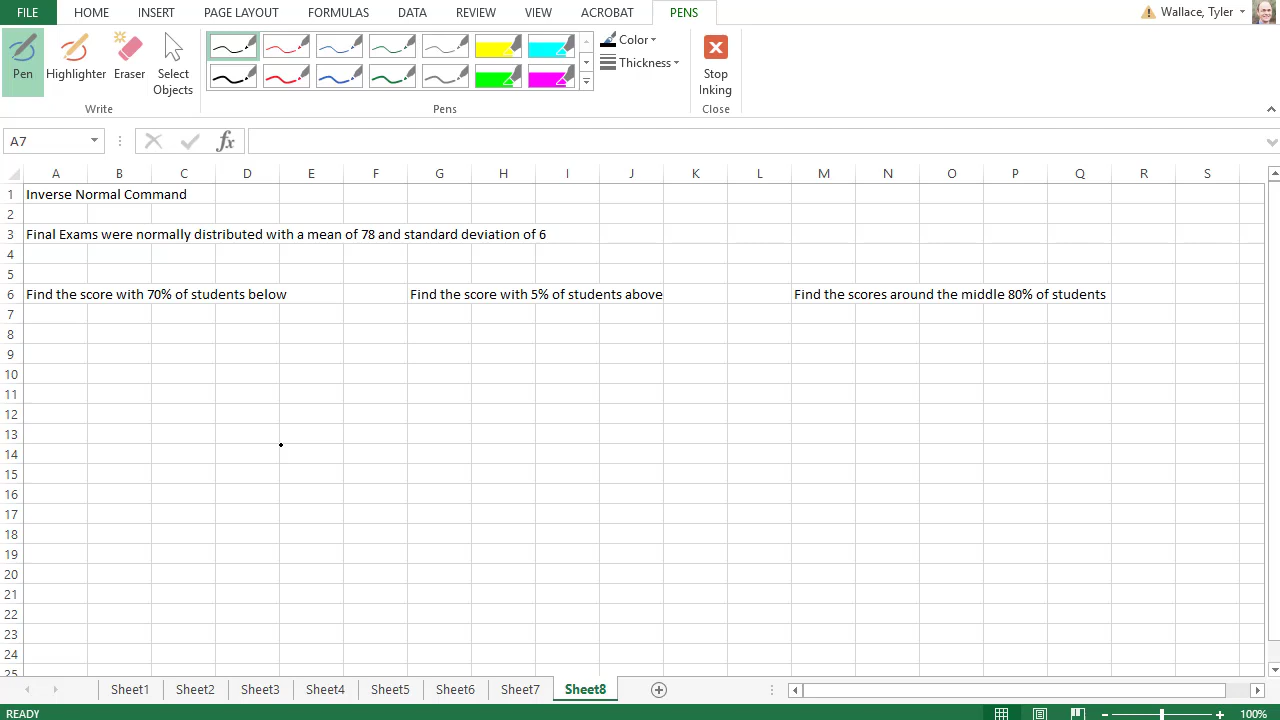 FILE HOME INSERT PAGE LAYOUT FORMULAS DATA REVIEW VIEW ACROBAT PENS Wallace, Tyler
Pen Highlighter Eraser Select Objects Color Thickness Stop Inking
Write Pens Close
A7 fx
A B C D E F G H I J K L M N O P Q R S
1 Inverse Normal Command
2
3 Final Exams were normally distributed with a mean of 78 and standard deviation of 6
4
5
6 Find the score with 70% of students below Find the score with 5% of students above Find the scores around the middle 80% of students
7
8
9
10
11
12
13
14
15
16
17
18
19
20
21
22
23
24
25
Sheet1 Sheet2 Sheet3 Sheet4 Sheet5 Sheet6 Sheet7 Sheet8
READY 100%